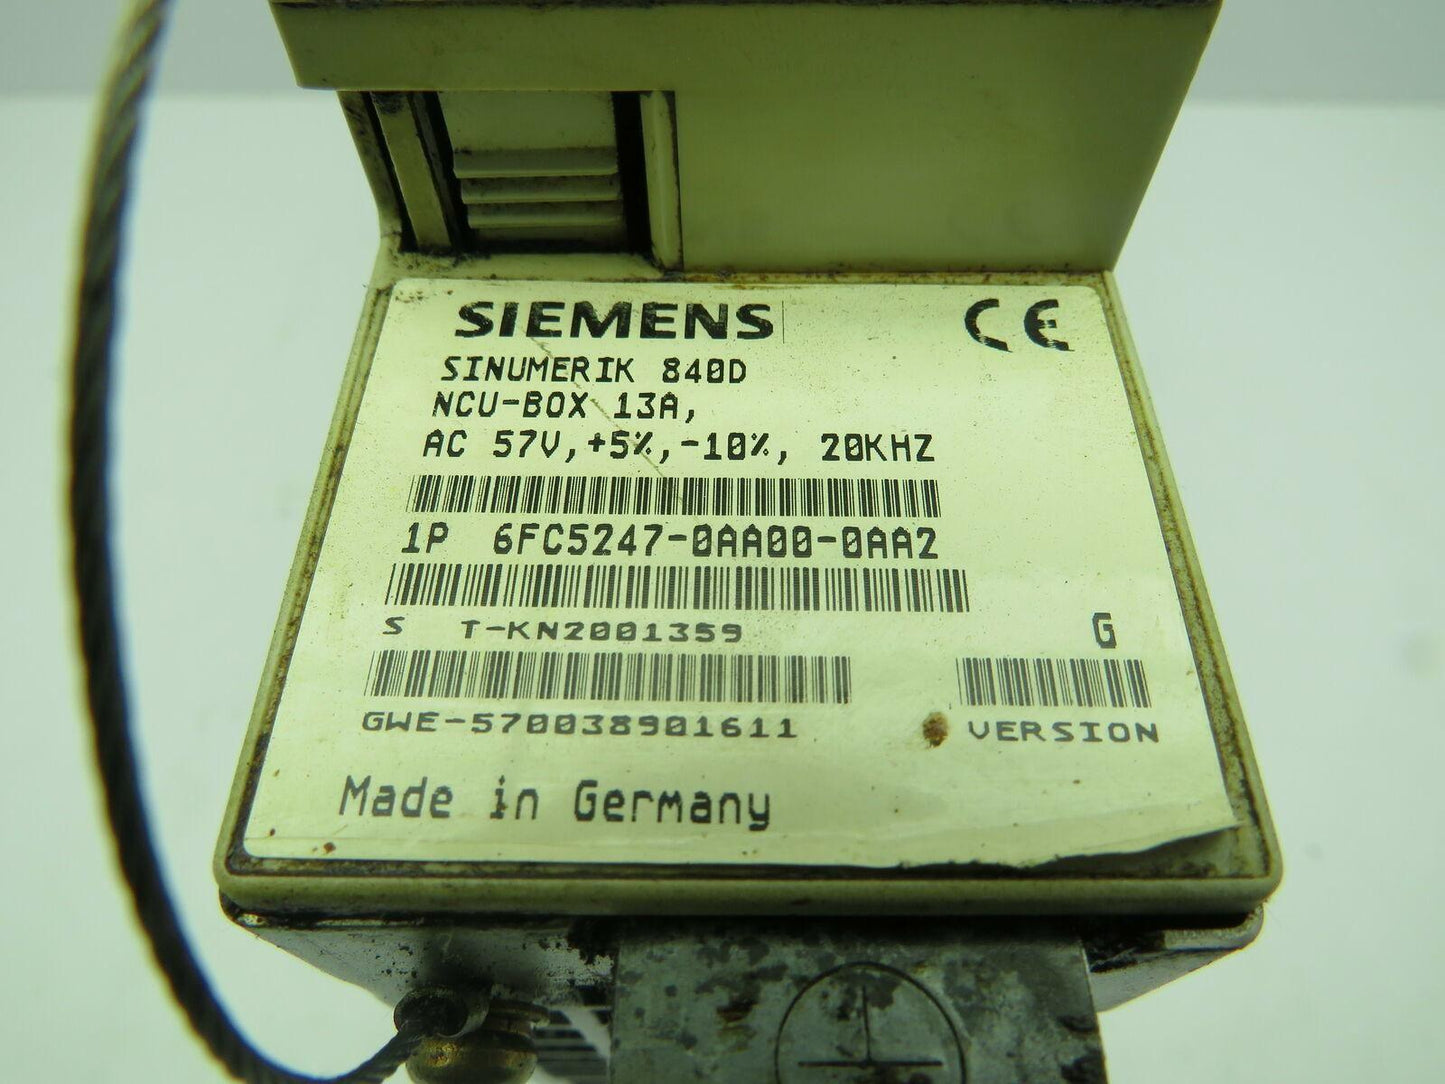 SIEMENS CE
SINUMERIK 840D
NCU-BOX 13A,
AC 57V,+5%,-10%, 20KHZ
1P 6FC5247-0AA00-0AA2
S T-KN2001359 G
GWE-570038901611 VERSION
Made in Germany